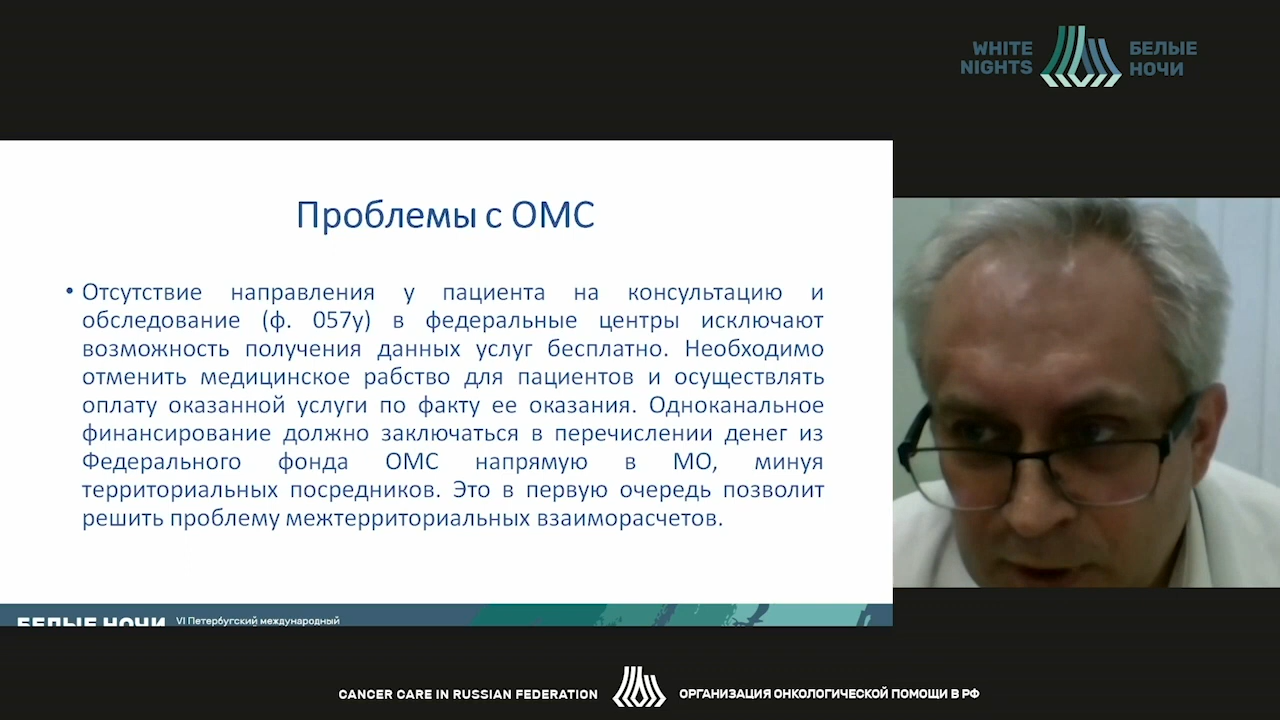 WHITE
NIGHTS
БЕЛЫЕ
НОЧИ
Проблемы с ОМС
• Отсутствие направления у пациента на консультацию и
обследование (ф. 057у) в федеральные центры исключают
возможность получения данных услуг бесплатно. Необходимо
отменить медицинское рабство для пациентов и осуществлять
оплату оказанной услуги по факту ее оказания. Одноканальное
финансирование должно заключаться в перечислении денег из
Федерального фонда ОМС напрямую в МО, минуя
территориальных посредников. Это в первую очередь позволит
решить проблему межтерриториальных взаиморасчетов.
БЕЛЫЕ НОЧИ
VI Петербугский международный
CANCER CARE IN RUSSIAN FEDERATION
ОРГАНИЗАЦИЯ ОНКОЛОГИЧЕСКОЙ ПОМОЩИ В РФ